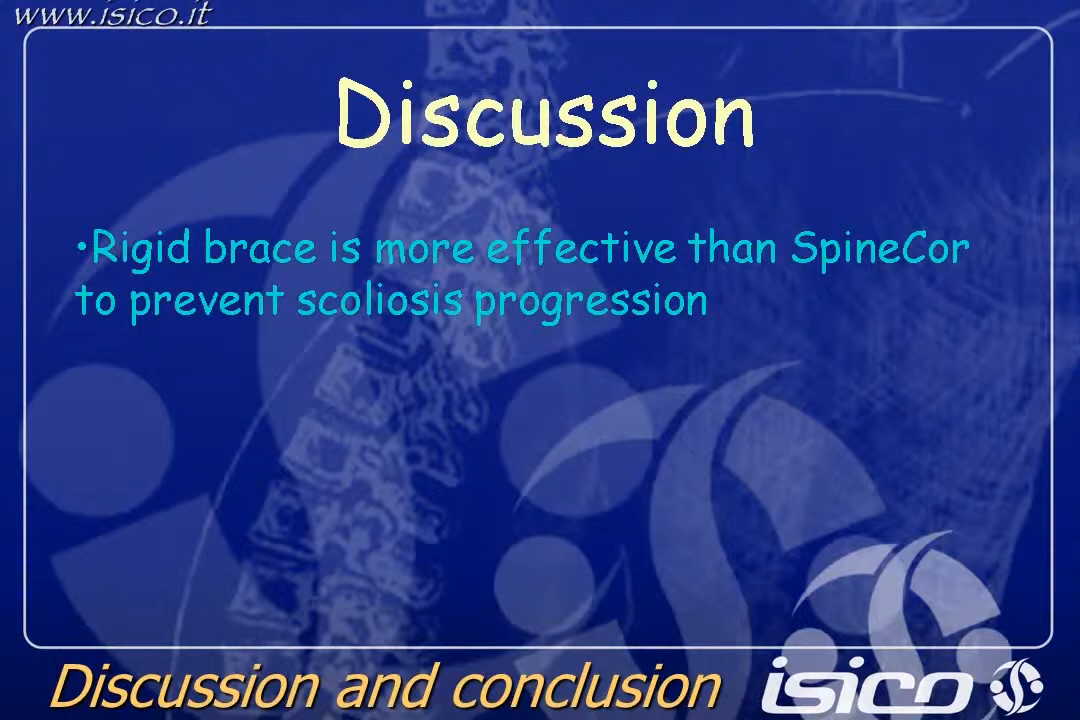 www.isico.it
Discussion
•Rigid brace is more effective than SpineCor
to prevent scoliosis progression
Discussion and conclusion
isico